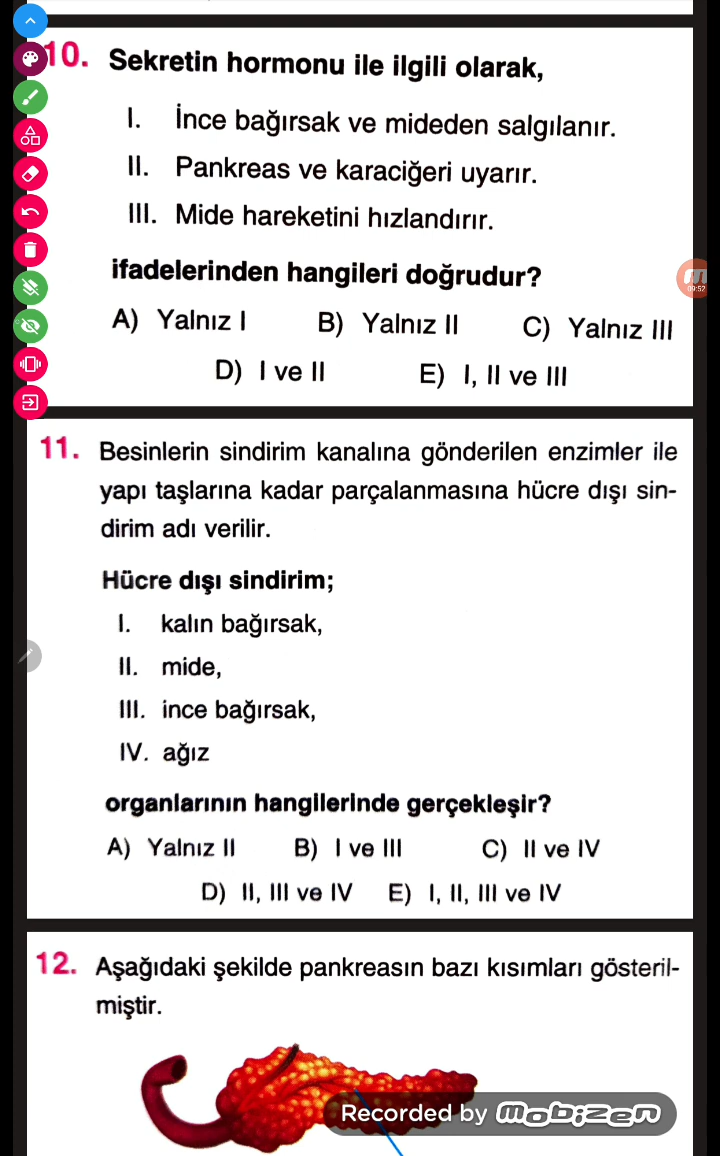 10. Sekretin hormonu ile ilgili olarak,
I. İnce bağırsak ve mideden salgılanır.
II. Pankreas ve karaciğeri uyarır.
III. Mide hareketini hızlandırır.
ifadelerinden hangileri doğrudur?
A) Yalnız I B) Yalnız II C) Yalnız III
D) I ve II E) I, II ve III
09:52
11. Besinlerin sindirim kanalına gönderilen enzimler ile
yapı taşlarına kadar parçalanmasına hücre dışı sin-
dirim adı verilir.
Hücre dışı sindirim;
I. kalın bağırsak,
II. mide,
III. ince bağırsak,
IV. ağız
organlarının hangilerinde gerçekleşir?
A) Yalnız II B) I ve III C) II ve IV
D) II, III ve IV E) I, II, III ve IV
12. Aşağıdaki şekilde pankreasın bazı kısımları gösteril-
miştir.
Recorded by Mobizen